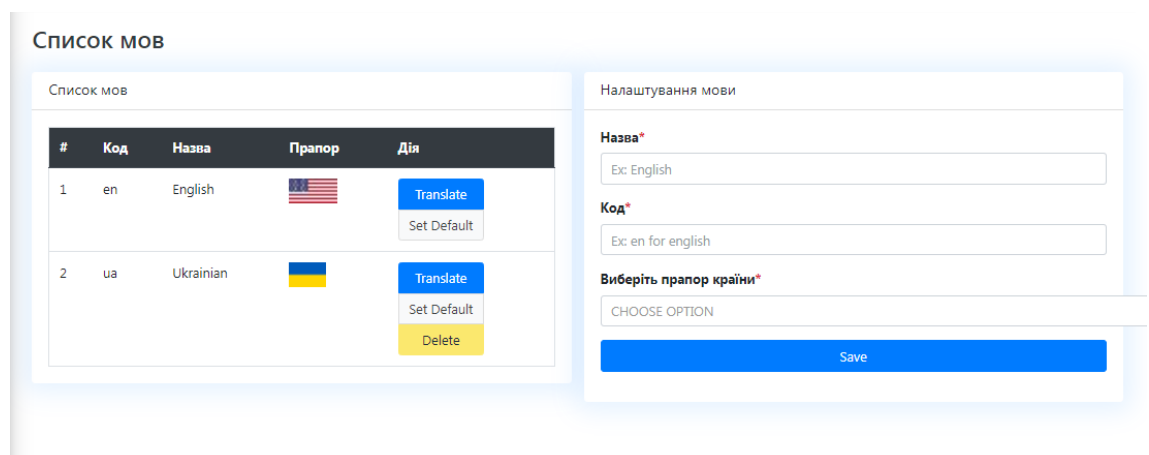 Список мов
Список мов
# Код Назва Прапор Дія
1 en English Translate
Set Default
2 ua Ukrainian Translate
Set Default
Delete
Налаштування мови
Назва*
Ex: English
Код*
Ex: en for english
Виберіть прапор країни*
CHOOSE OPTION
Save